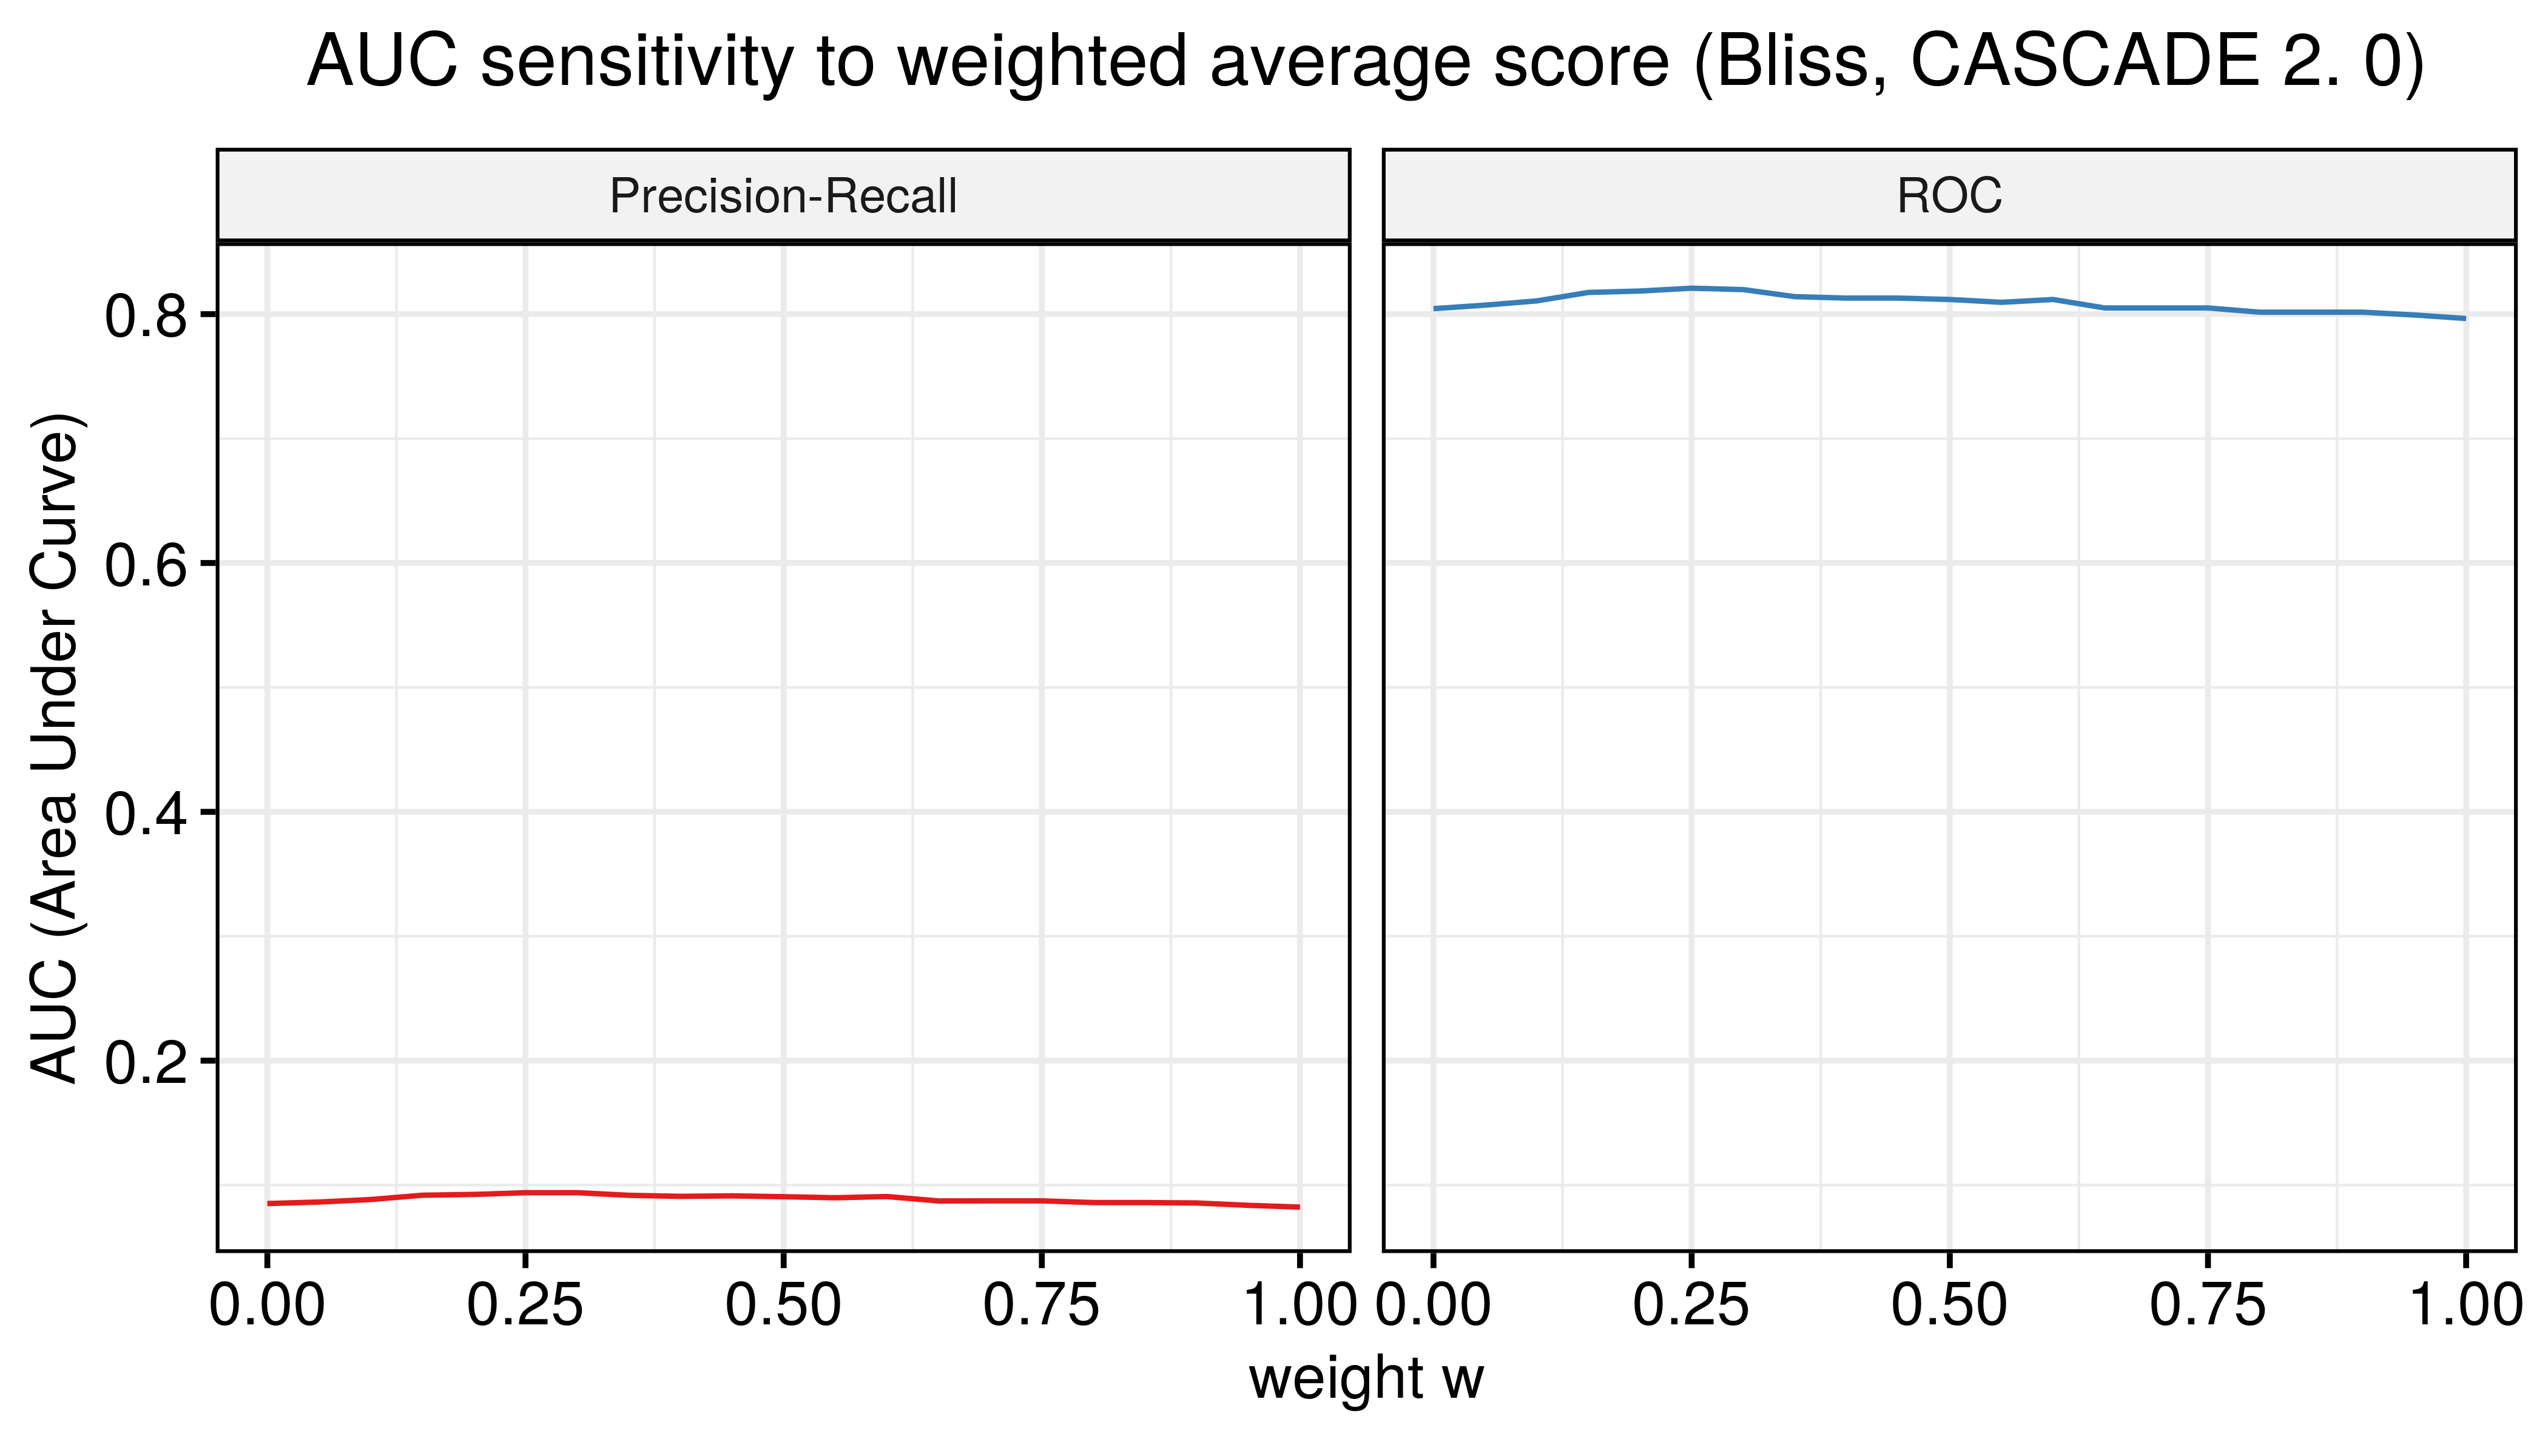 AUC sensitivity to weighted average score (Bliss, CASCADE 2. 0)
Precision-Recall
ROC
AUC (Area Under Curve)
0.8
0.6
0.4
0.2
0.00 0.25 0.50 0.75 1.00
0.00 0.25 0.50 0.75 1.00
weight w